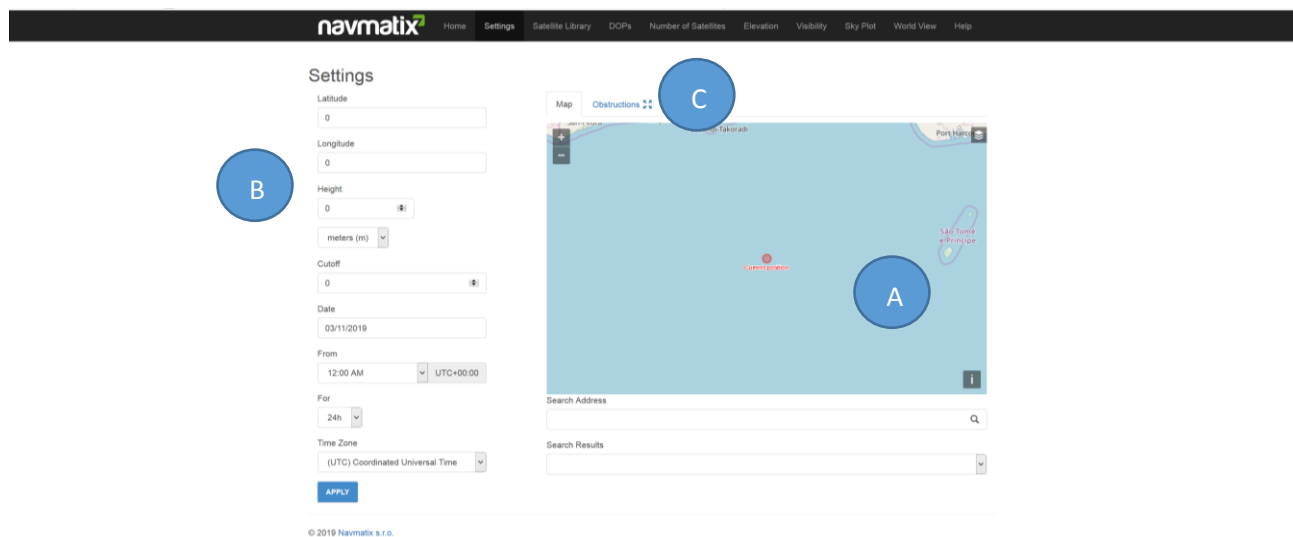 navmatix Home Settings Satellite Library DOPs Number of Satellites Elevation Visibility Sky Plot World View Help
Settings
Latitude
0
Longitude
0
Height
0
meters (m)
Cutoff
0
Date
03/11/2019
From
12:00 AM UTC+00:00
For
24h
Time Zone
(UTC) Coordinated Universal Time
APPLY
B
Map Obstructions
C
+
−
Takoradi
Port
São Tomé
e Príncipe
Current position
A
i
Search Address
Search Results
© 2019 Navmatix s.r.o.